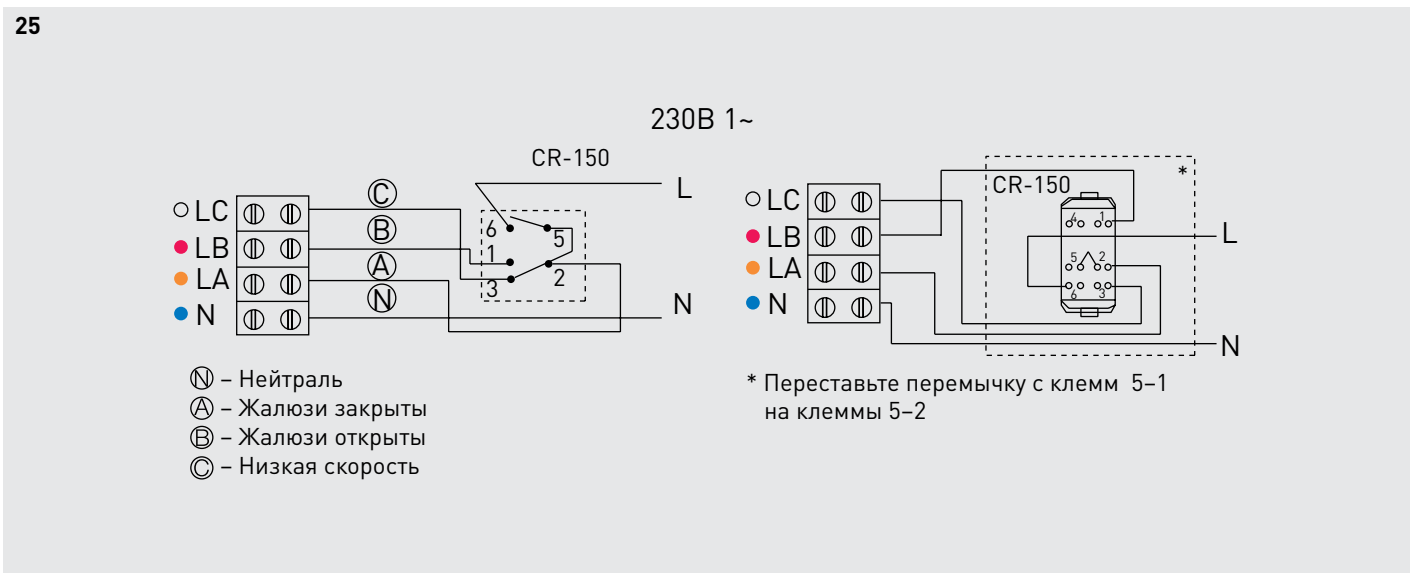 25
230В 1~
CR-150
L
LC
LB
LA
N
C
B
A
N
6
5
1
2
3
N
N – Нейтраль
A – Жалюзи закрыты
B – Жалюзи открыты
C – Низкая скорость
CR-150
*
LC
LB
LA
N
4 1
5 2
6 3
L
N
* Переставьте перемычку с клемм 5–1
на клеммы 5–2